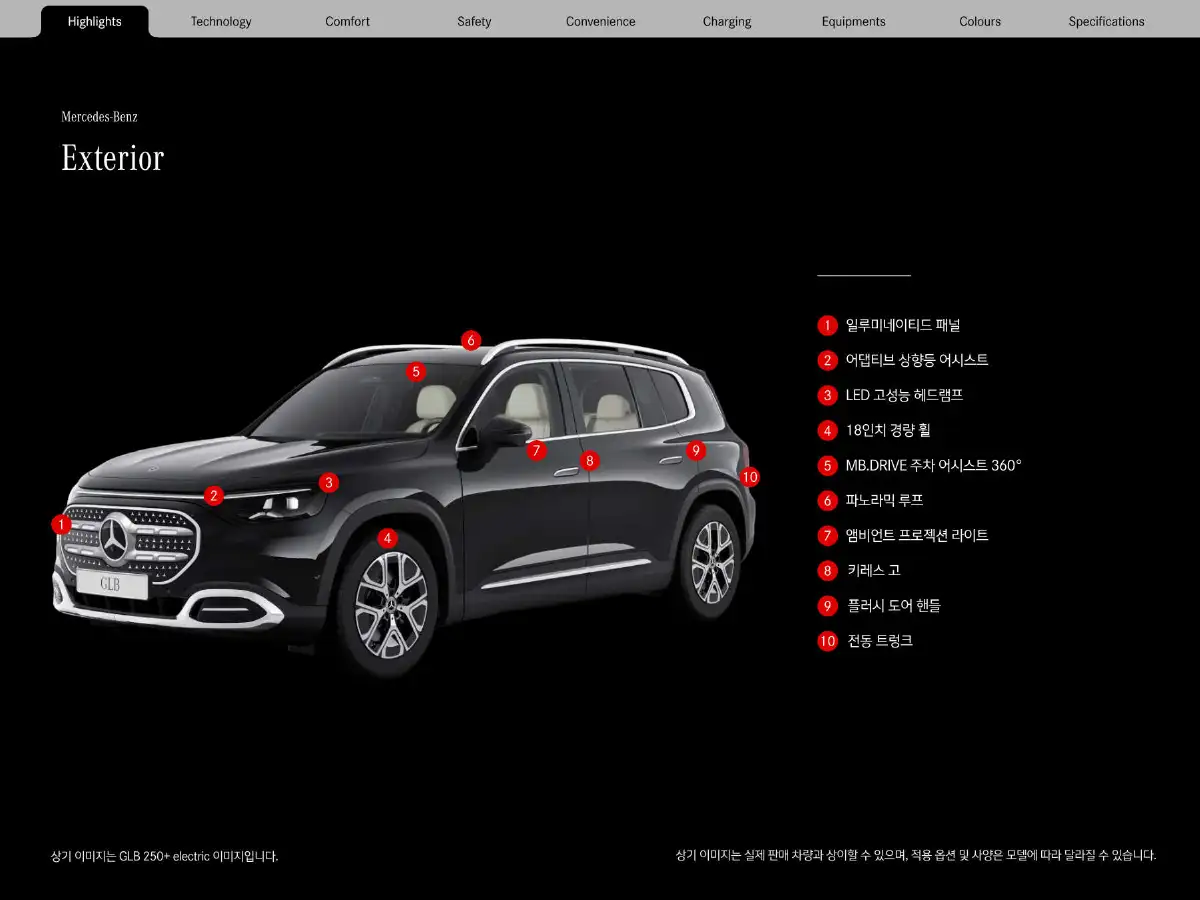 Highlights Technology Comfort Safety Convenience Charging Equipments Colours Specifications
Mercedes-Benz
Exterior
1 일루미네이티드 패널
2 어댑티브 상향등 어시스트
3 LED 고성능 헤드램프
4 18인치 경량 휠
5 MB.DRIVE 주차 어시스트 360°
6 파노라믹 루프
7 앰비언트 프로젝션 라이트
8 키레스 고
9 플러시 도어 핸들
10 전동 트렁크
6
5
7
8
9
10
3
2
1
4
GLB
상기 이미지는 GLB 250+ electric 이미지입니다.
상기 이미지는 실제 판매 차량과 상이할 수 있으며, 적용 옵션 및 사양은 모델에 따라 달라질 수 있습니다.